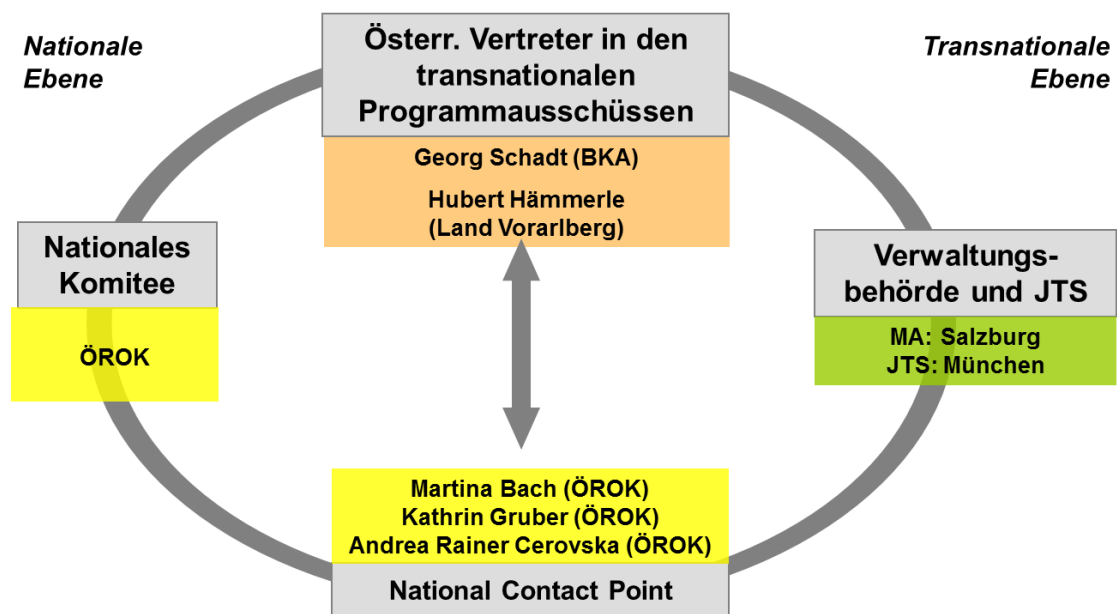 Nationale
Ebene
Österr. Vertreter in den
transnationalen
Programmausschüssen
Transnationale
Ebene
Georg Schadt (BKA)
Hubert Hämmerle
(Land Vorarlberg)
Nationales
Komitee
ÖROK
Verwaltungs-
behörde und JTS
MA: Salzburg
JTS: München
Martina Bach (ÖROK)
Kathrin Gruber (ÖROK)
Andrea Rainer Cerovska (ÖROK)
National Contact Point